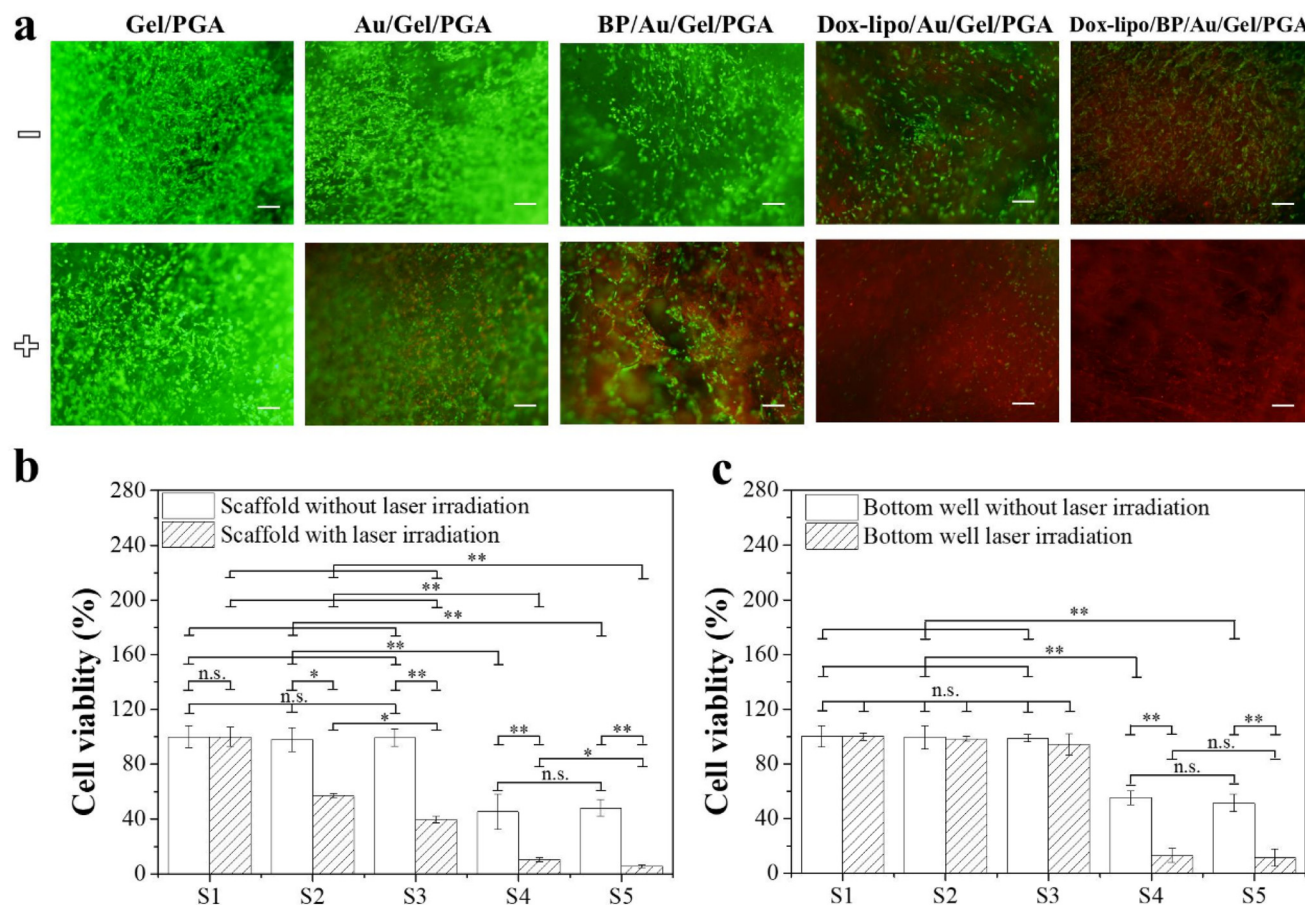 a
Gel/PGA
Au/Gel/PGA
BP/Au/Gel/PGA
Dox-lipo/Au/Gel/PGA
Dox-lipo/BP/Au/Gel/PGA
−
+
b
Cell viablity (%)
280
240
200
160
120
80
40
0
Scaffold without laser irradiation
Scaffold with laser irradiation
**
**
**
**
n.s.
*
**
n.s.
*
**
**
*
n.s.
S1
S2
S3
S4
S5
c
Cell viablity (%)
280
240
200
160
120
80
40
0
Bottom well without laser irradiation
Bottom well laser irradiation
**
**
n.s.
**
**
n.s.
n.s.
S1
S2
S3
S4
S5